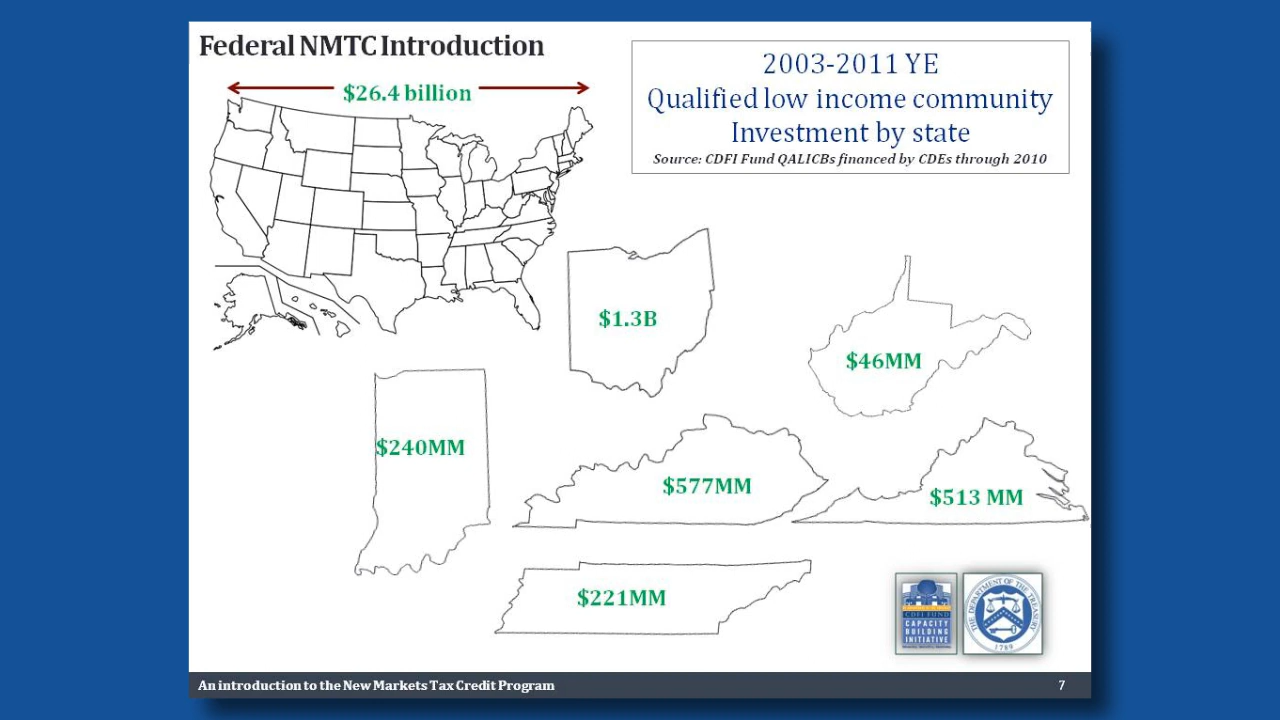 Federal NMTC Introduction
$26.4 billion
2003-2011 YE
Qualified low income community
Investment by state
Source: CDFI Fund QALICBs financed by CDEs through 2010
$1.3B
$46MM
$240MM
$577MM
$513 MM
$221MM
CDFI FUND
CAPACITY
BUILDING
INITIATIVE
THE DEPARTMENT OF THE TREASURY
1789
An introduction to the New Markets Tax Credit Program
7